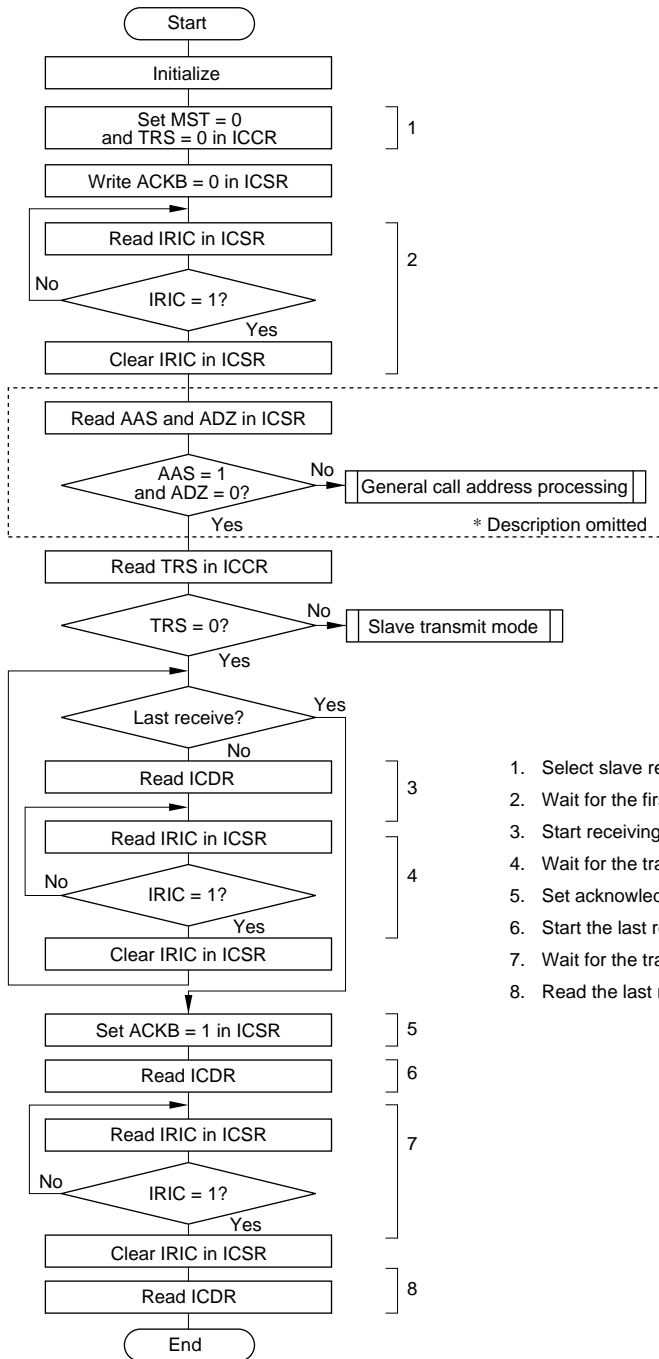 Start
Initialize
Set MST = 0
and TRS = 0 in ICCR
1
Write ACKB = 0 in ICSR
Read IRIC in ICSR
2
No
IRIC = 1?
Yes
Clear IRIC in ICSR
Read AAS and ADZ in ICSR
AAS = 1
and ADZ = 0?
No
General call address processing
Yes
* Description omitted
Read TRS in ICCR
TRS = 0?
No
Slave transmit mode
Yes
Last receive?
Yes
No
Read ICDR
3
Read IRIC in ICSR
4
No
IRIC = 1?
Yes
Clear IRIC in ICSR
1. Select slave
2. Wait for the
3. Start receiving
4. Wait for the
5. Set
6. Start the last
7. Wait for the
8. Read the last
Set ACKB = 1 in ICSR
5
Read ICDR
6
Read IRIC in ICSR
7
No
IRIC = 1?
Yes
Clear IRIC in ICSR
Read ICDR
8
End